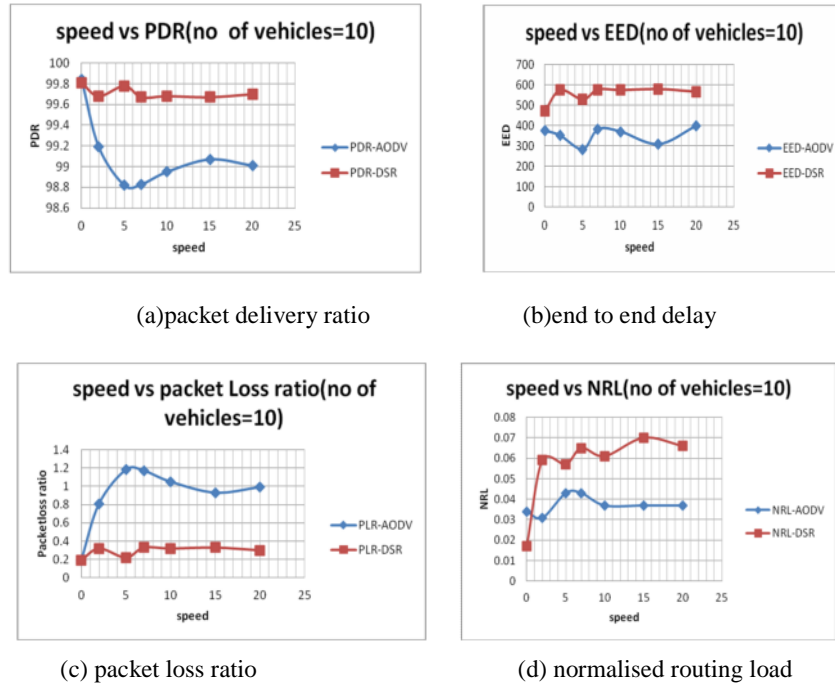 speed vs PDR(no of vehicles=10)
100
99.8
99.6
99.4
99.2
99
98.8
98.6
PDR
0 5 10 15 20 25
speed
PDR-AODV
PDR-DSR
(a)packet delivery ratio
speed vs EED(no of vehicles=10)
700
600
500
400
300
200
100
0
EED
0 5 10 15 20 25
speed
EED-AODV
EED-DSR
(b)end to end delay
speed vs packet Loss ratio(no of
vehicles=10)
1.4
1.2
1
0.8
0.6
0.4
0.2
0
Packetloss ratio
0 5 10 15 20 25
speed
PLR-AODV
PLR-DSR
(c) packet loss ratio
speed vs NRL(no of vehicles=10)
0.08
0.07
0.06
0.05
0.04
0.03
0.02
0.01
0
NRL
0 5 10 15 20 25
speed
NRL-AODV
NRL-DSR
(d) normalised routing load